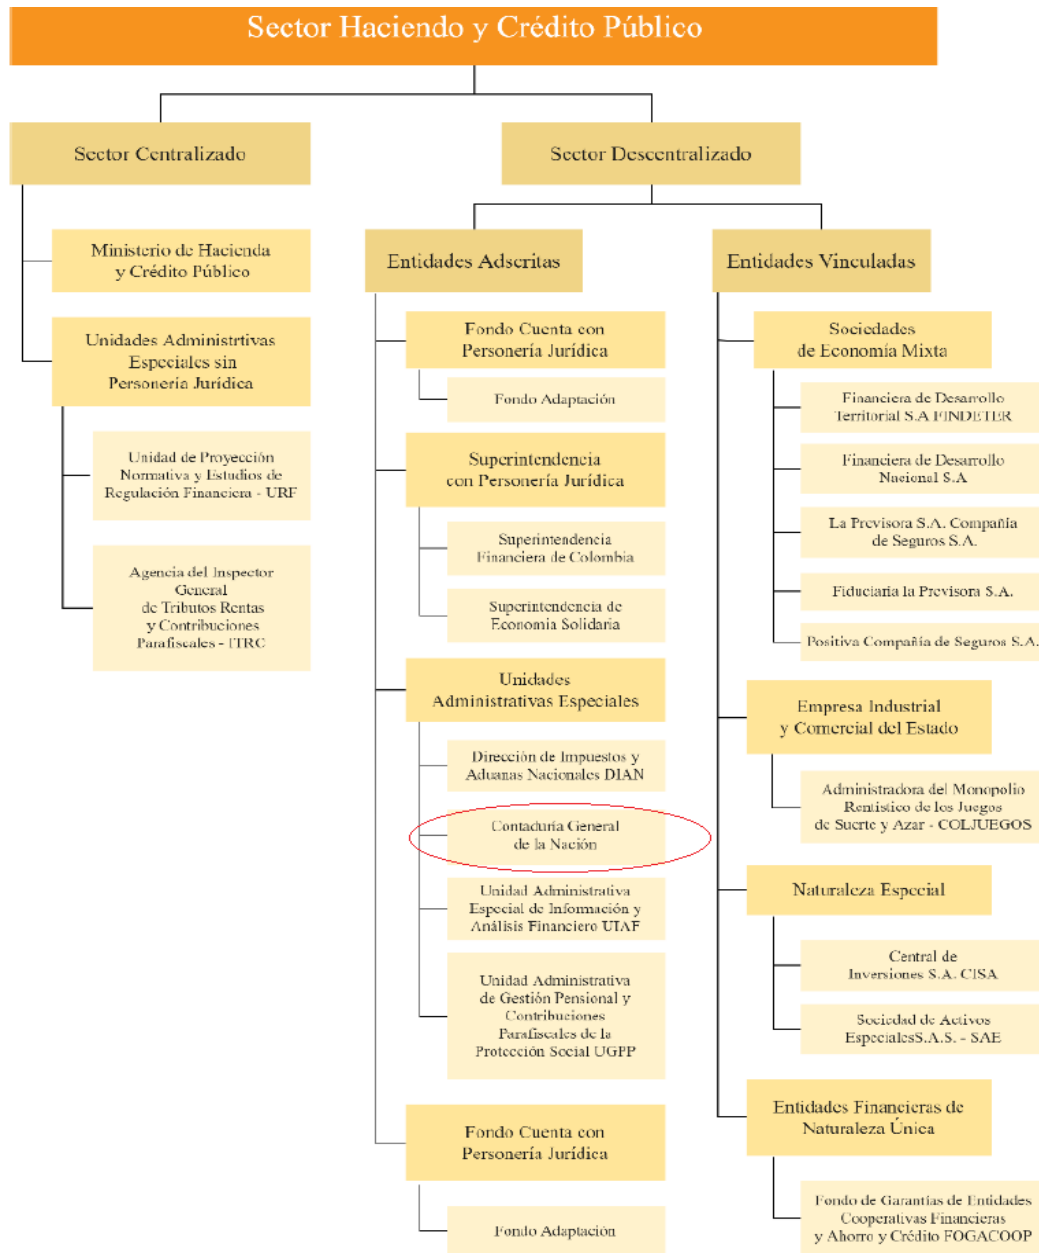 Sector Haciendo y Crédito Público
Sector Centralizado
Ministerio de Hacienda
y Crédito Público
Unidades Administrtivas
Especiales sin
Personería Jurídica
Unidad de Proyección
Normativa y Estudios de
Regulación Financiera - URF
Agencia del Inspector
General
de Tributos Rentas
y Contribuciones
Parafiscales - ITRC
Sector Descentralizado
Entidades Adscritas
Fondo Cuenta con
Personería Jurídica
Fondo Adaptación
Superintendencia
con Personería Jurídica
Superintendencia
Financiera de Colombia
Superintendencia de
Economía Solidaria
Unidades
Administrativas Especiales
Dirección de Impuestos y
Aduanas Nacionales DIAN
Contaduría General
de la Nación
Unidad Administrativa
Especial de Información y
Análisis Financiero UIAF
Unidad Administrativa
de Gestión Pensional y
Contribuciones
Parafiscales de la
Protección Social UGPP
Fondo Cuenta con
Personería Jurídica
Fondo Adaptación
Entidades Vinculadas
Sociedades
de Economía Mixta
Financiera de Desarrollo
Territorial S.A FINDETER
Financiera de Desarrollo
Nacional S.A
La Previsora S.A. Compañía
de Seguros S.A.
Fiduciaria la Previsora S.A.
Positiva Compañía de Seguros S.A.
Empresa Industrial
y Comercial del Estado
Administradora del Monopolio
Rentístico de los Juegos
de Suerte y Azar - COLJUEGOS
Naturaleza Especial
Central de
Inversiones S.A. CISA
Sociedad de Activos
EspecialesS.A.S. - SAE
Entidades Financieras de
Naturaleza Única
Fondo de Garantías de Entidades
Cooperativas Financieras
y Ahorro y Crédito FOGACOOP